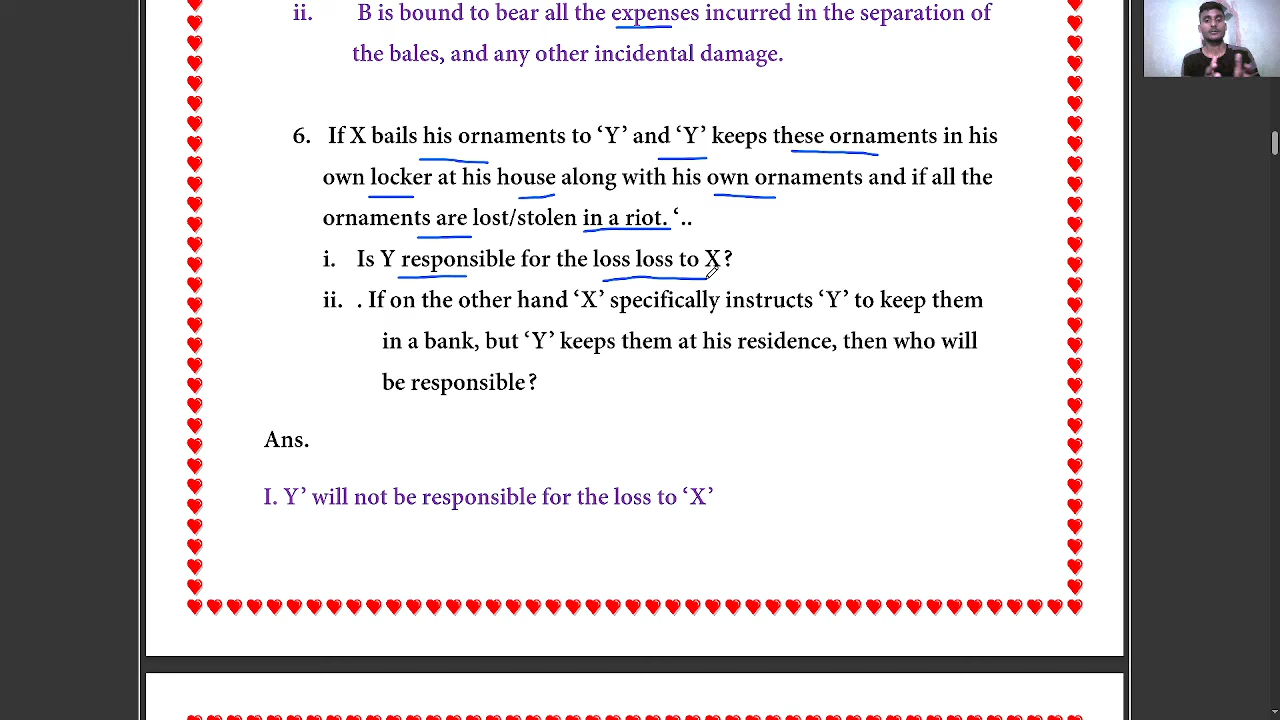 ii. B is bound to bear all the expenses incurred in the separation of
the bales, and any other incidental damage.
6. If X bails his ornaments to ‘Y’ and ‘Y’ keeps these ornaments in his
own locker at his house along with his own ornaments and if all the
ornaments are lost/stolen in a riot. ‘..
i. Is Y responsible for the loss loss to X?
ii. . If on the other hand ‘X’ specifically instructs ‘Y’ to keep them
in a bank, but ‘Y’ keeps them at his residence, then who will
be responsible?
Ans.
I. Y’ will not be responsible for the loss to ‘X’